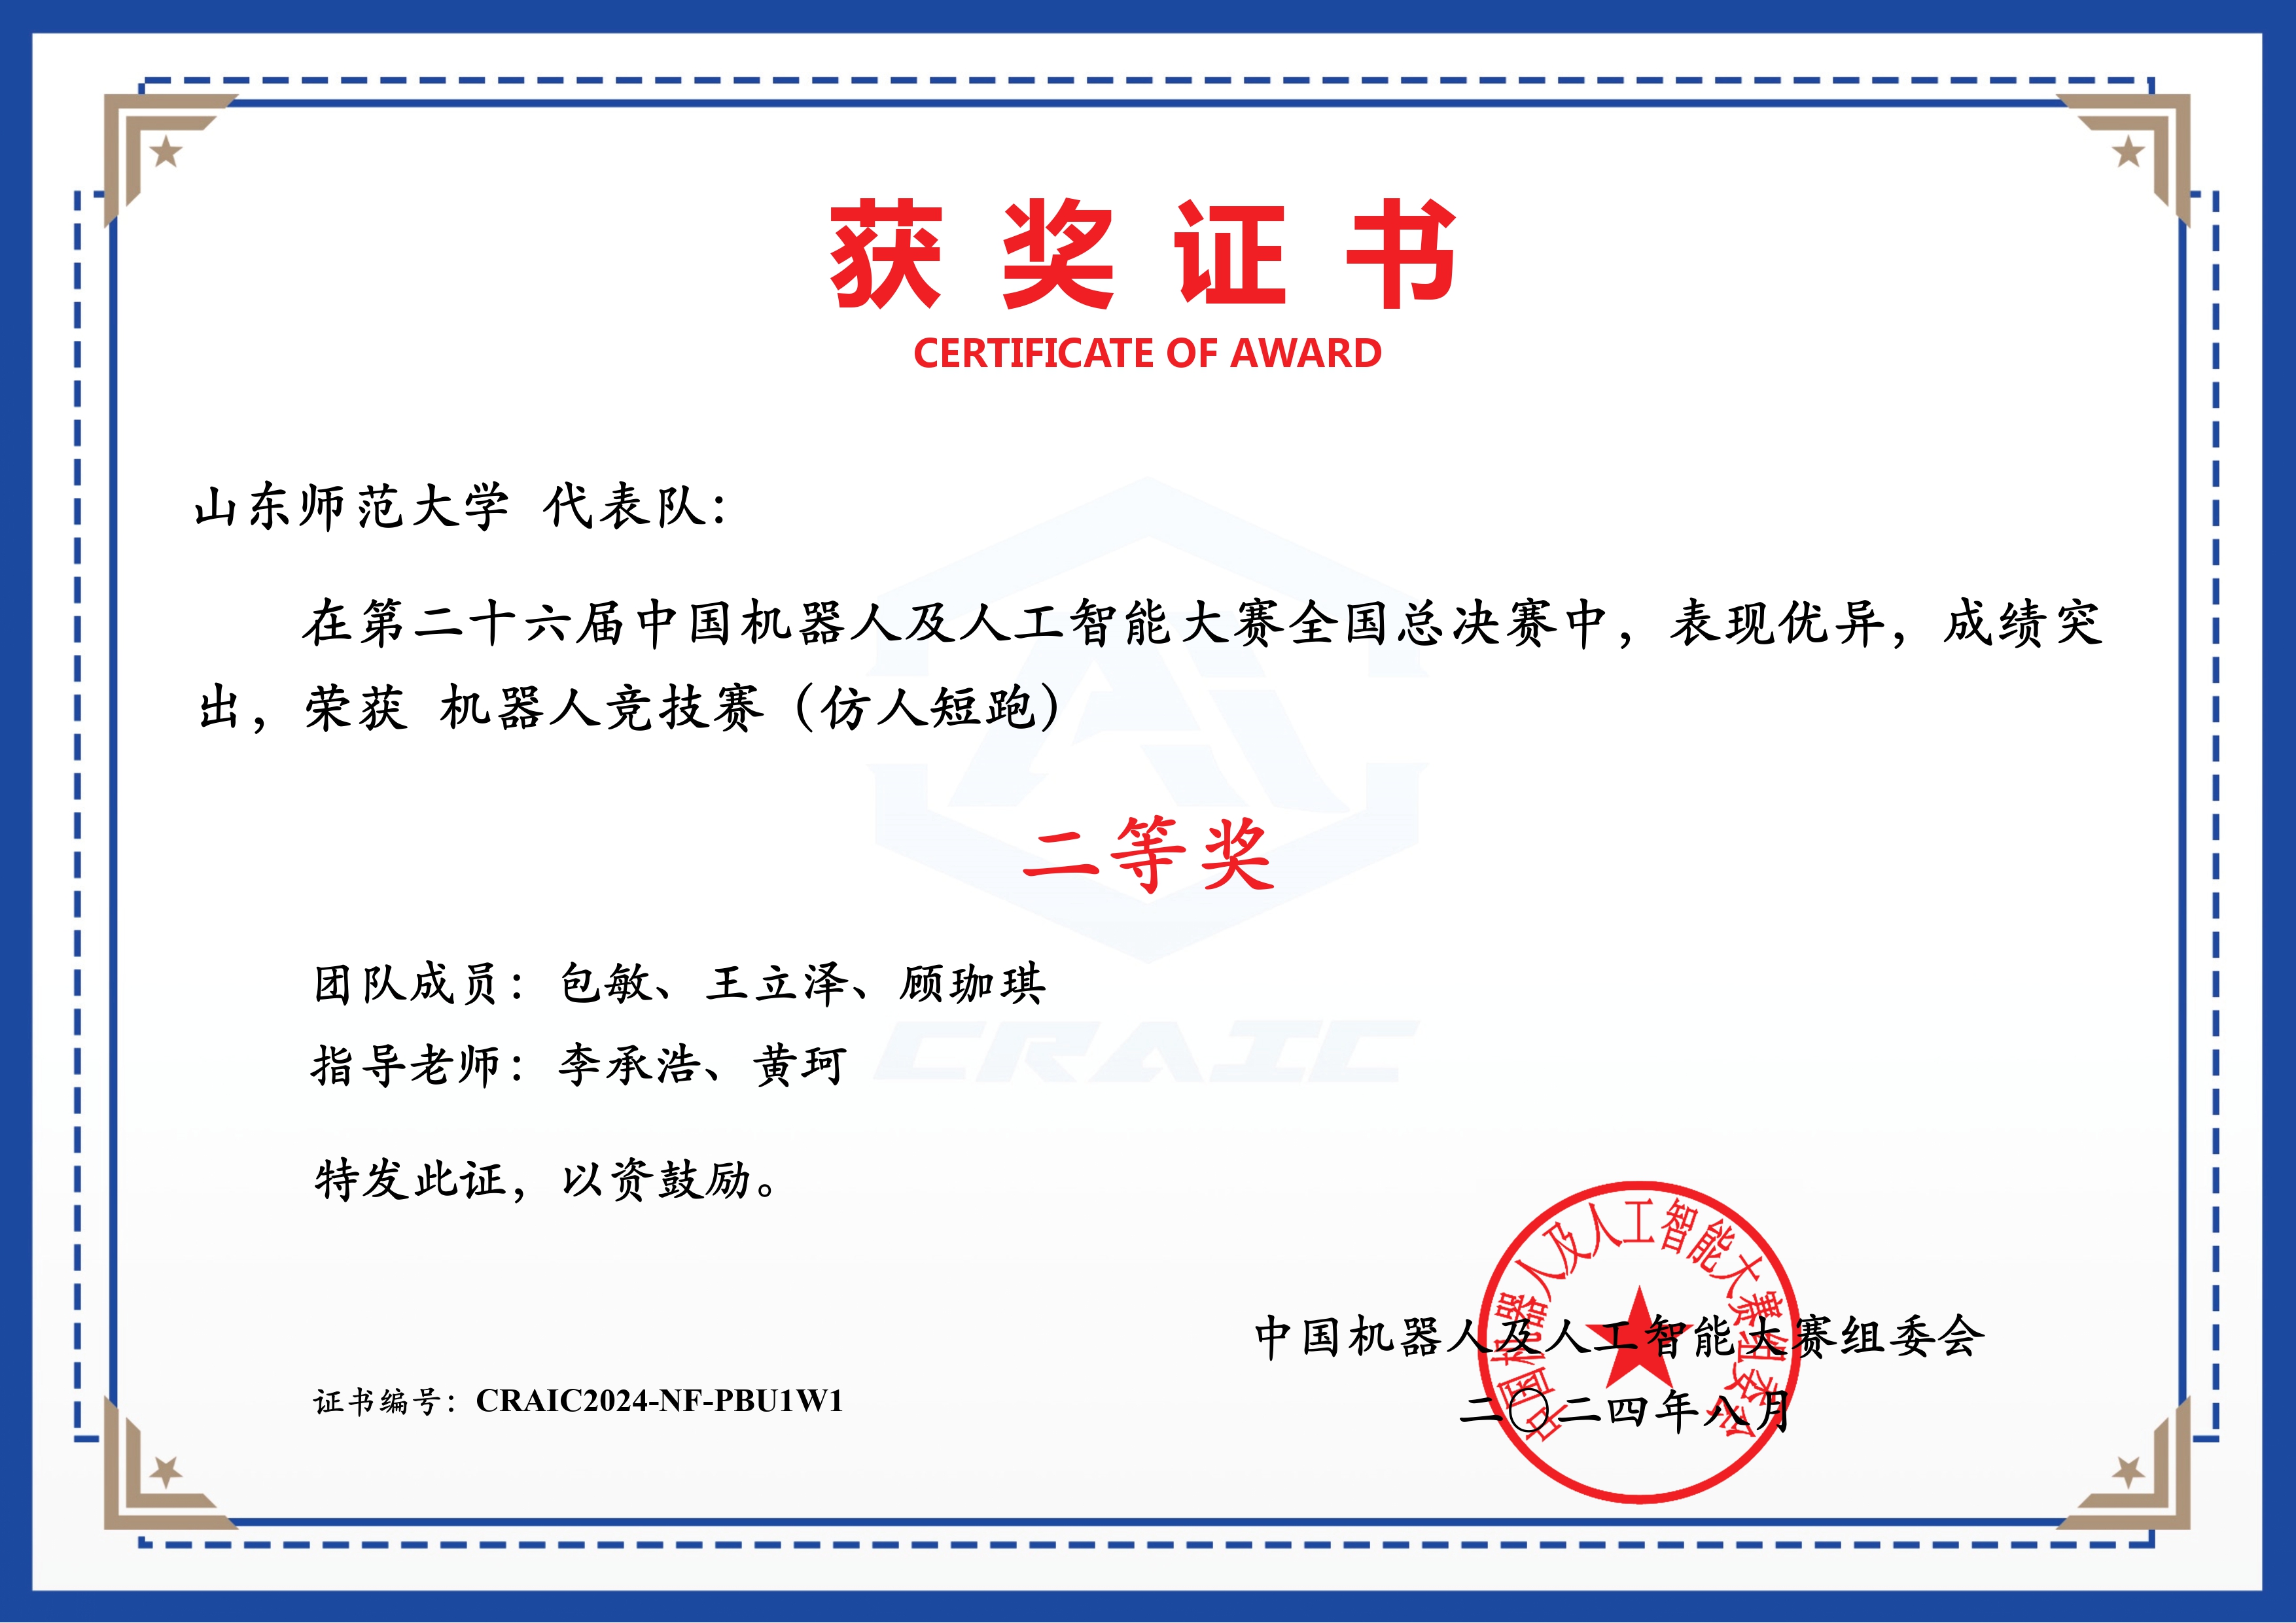 获奖证书
CERTIFICATE OF AWARD
山东师范大学 代表队：
在第二十六届中国机器人及人工智能大赛全国总决赛中，表现优异，成绩突
出，荣获 机器人竞技赛（仿人短跑）
二等奖
团队成员：包敏、王立泽、顾珈琪
指导老师：李承浩、黄珂
特发此证，以资鼓励。
CRAIC
中国机器人及人工智能大赛组委会
中国机器人及人工智能大赛组委会
二〇二四年八月
证书编号：CRAIC2024-NF-PBU1W1